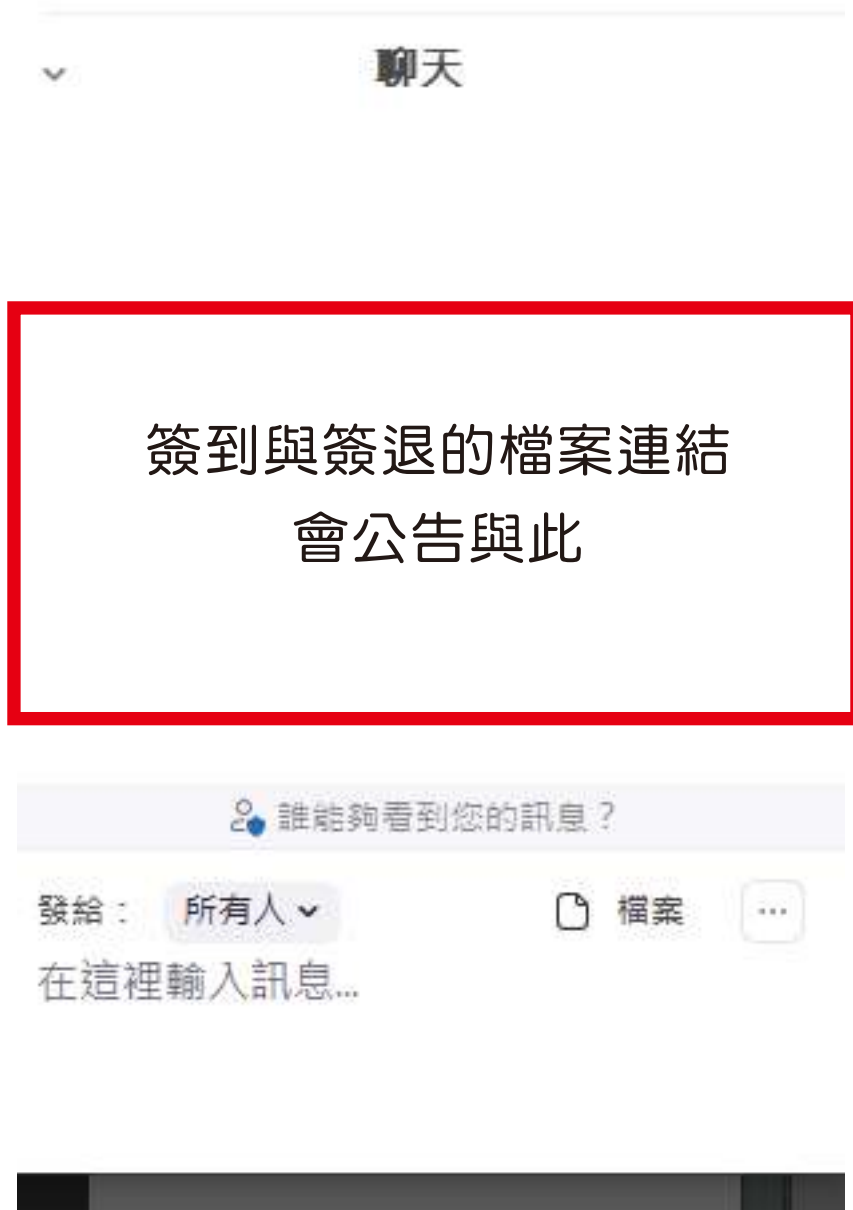 聊天
簽到與簽退的檔案連結
會公告與此
誰能夠看到您的訊息？
發給： 所有人 檔案 ...
在這裡輸入訊息...